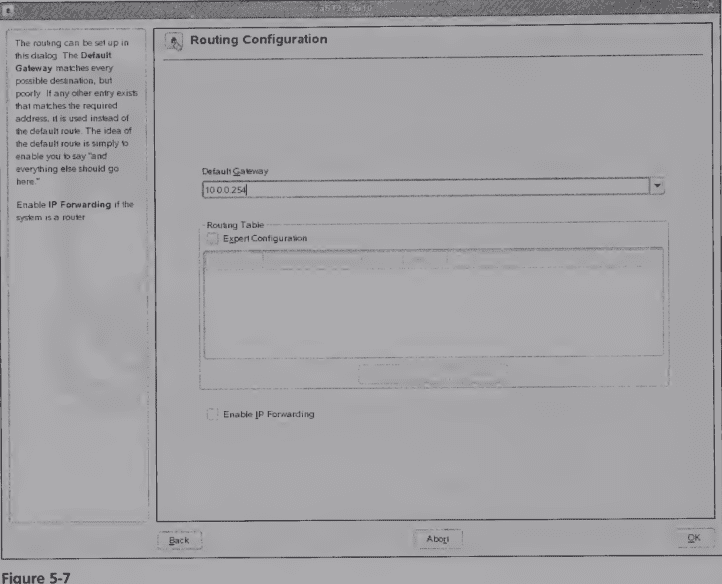 The routing can be set up in
this dialog. The Default
Gateway matches every
possible destination, but
poorly. If any other entry exists
that matches the required
address, it is used instead of
the default route. The idea of
the default route is simply to
enable you to say "and
everything else should go
here."
Enable IP Forwarding if the
system is a router
Routing Configuration
Default Gateway
10.0.0.254
Routing Table
Expert Configuration
Enable IP Forwarding
Back
Abort
OK
Figure 5-7